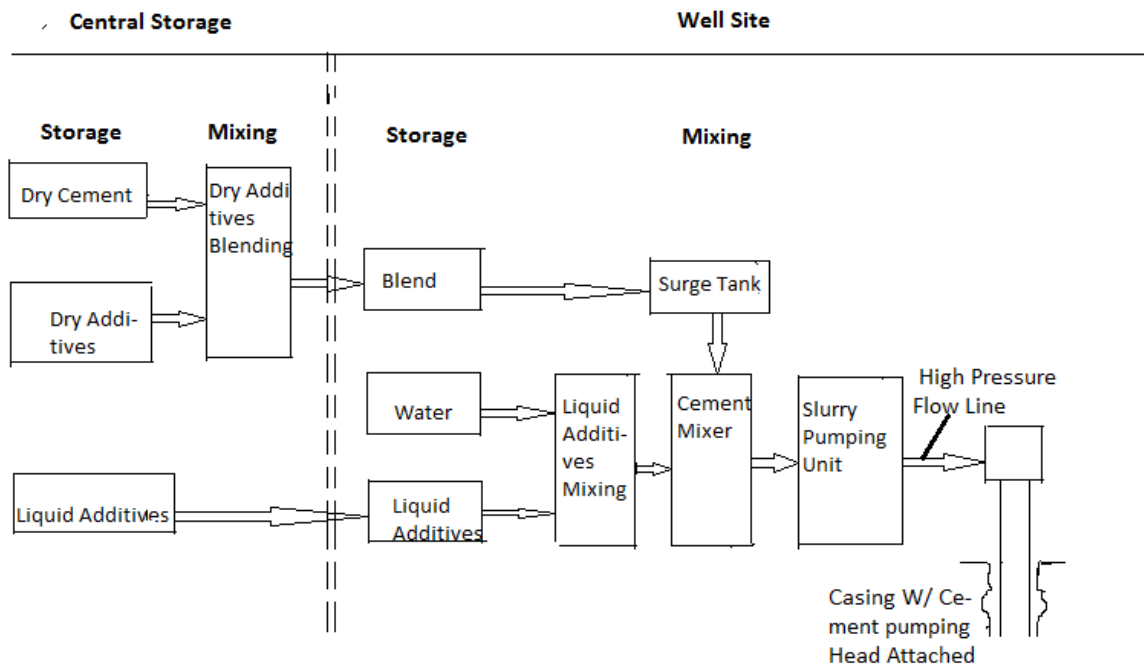 Central Storage
Well Site
Storage
Mixing
Storage
Mixing
Dry Cement
Dry Addi
tives
Blending
Dry Addi-
tives
Liquid Additives
Blend
Surge Tank
Water
Liquid
Additives
Liquid
Additi-
ves
Mixing
Cement
Mixer
Slurry
Pumping
Unit
High Pressure
Flow Line
Casing W/ Ce-
ment pumping
Head Attached